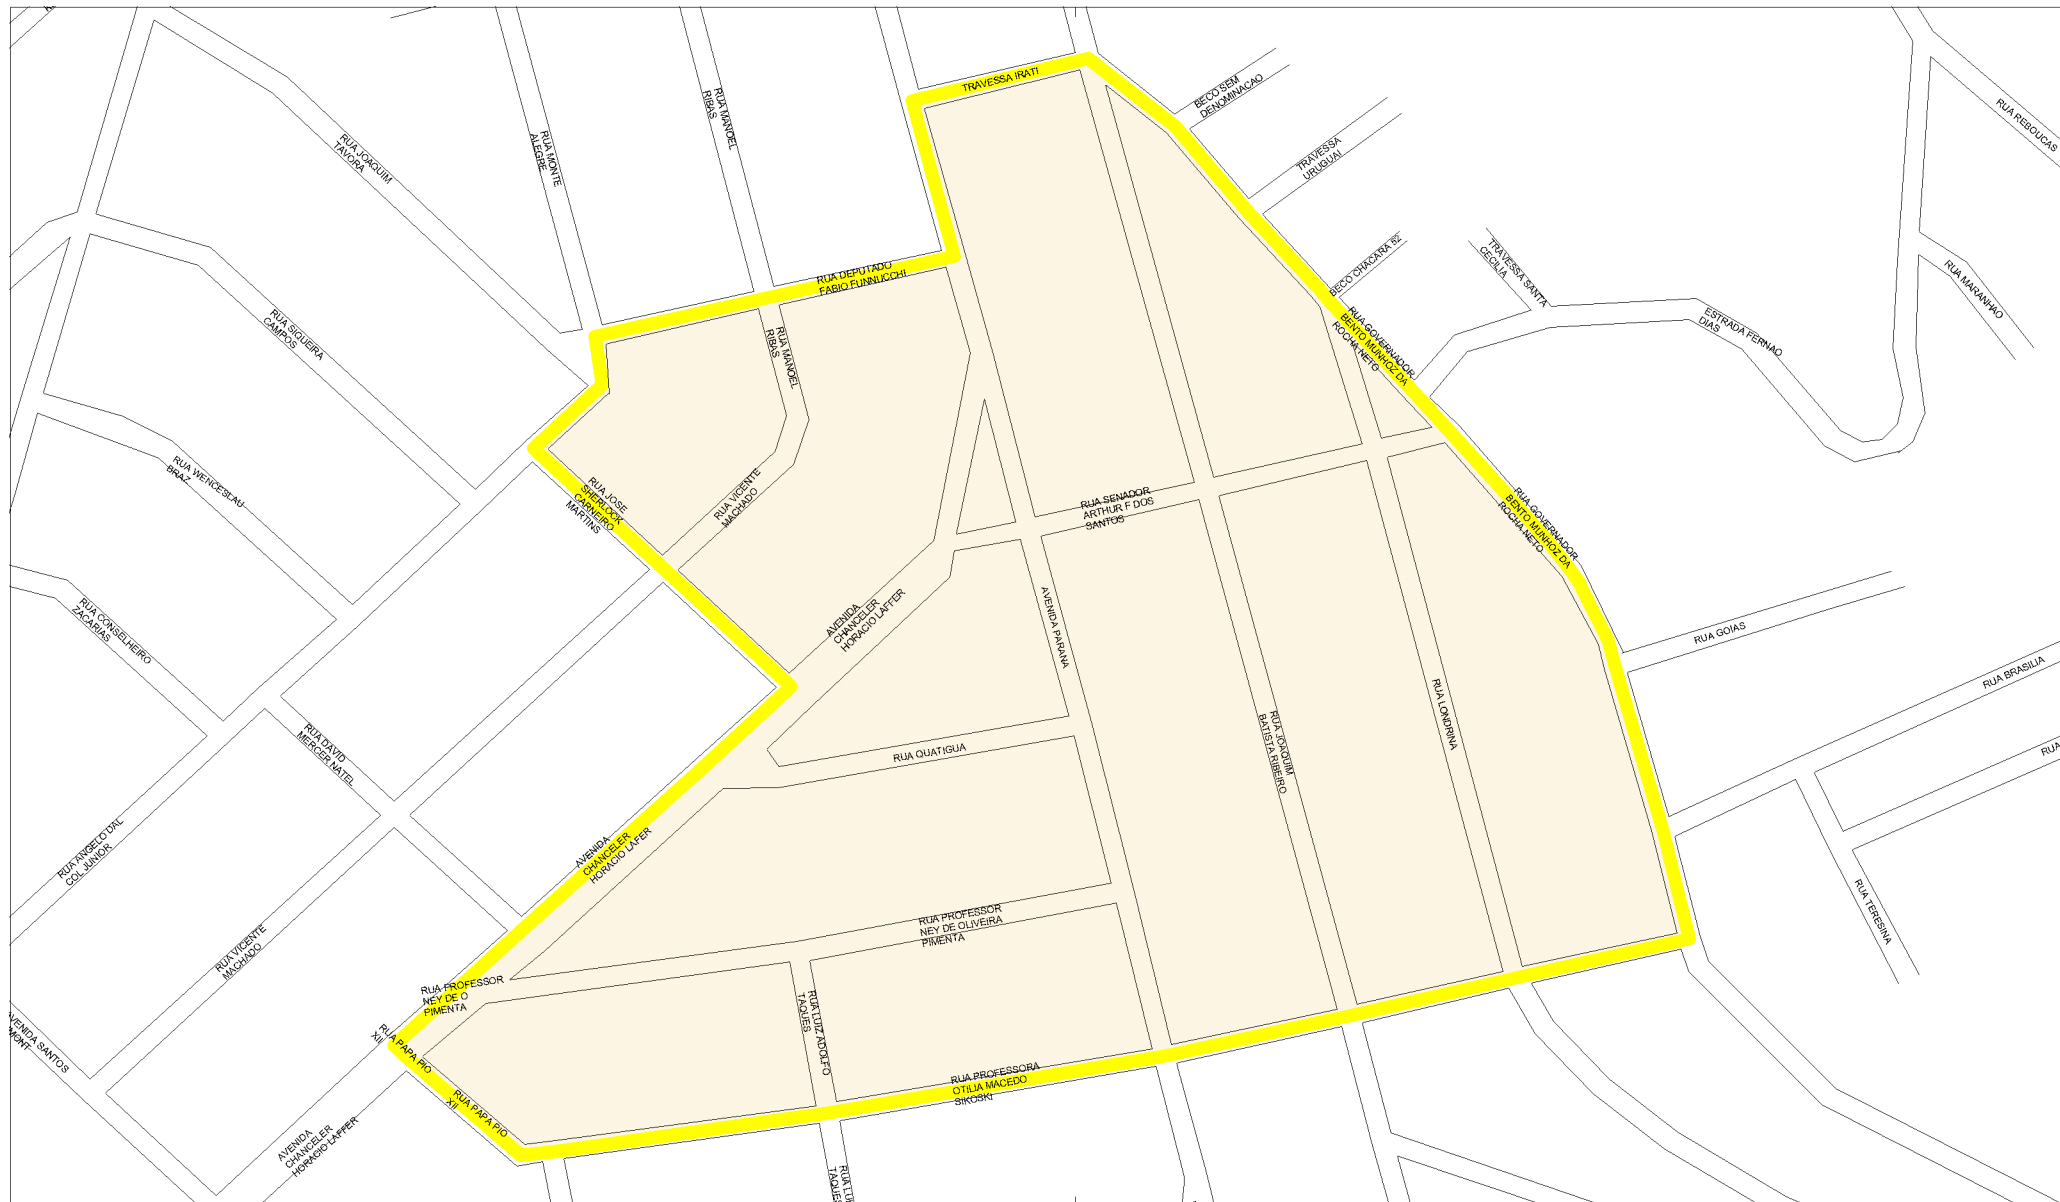 TRAVESSA IRATI
BECO SEM
DENOMINACAO
RUA REBOUCAS
RUA MANOEL
RIBAS
RUA MONTE
ALEGRE
RUA JOAQUIM
TAVORA
TRAVESSA
URUGUAI
BECO CHACARA 82
TRAVESSA SANTA
CECILIA
RUA MARANHAO
RUA DEPUTADO
FABIO FUNNUCCHI
RUA SIQUEIRA
CAMPOS
RUA MANOEL
RIBAS
RUA GOVERNADOR
BENTO MUNHOZ DA
ROCHA NETO
ESTRADA FERNAO
DIAS
RUA WENCESLAU
BRAZ
RUA JOSE
SHERLOCK
CARNEIRO
MARTINS
RUA VICENTE
MACHADO
RUA SENADOR
ARTHUR F DOS
SANTOS
RUA GOVERNADOR
BENTO MUNHOZ DA
ROCHA NETO
RUA CONSELHEIRO
ZACARIAS
AVENIDA
CHANCELER
HORACIO LAFFER
AVENIDA PARANA
RUA GOIAS
RUA BRASILIA
RUA DAVID
MERCER NATEL
RUA QUATIGUA
RUA JOAQUIM
BATISTA RIBEIRO
RUA LONDRINA
RUA
RUA ANGELO DAL
COL JUNIOR
AVENIDA
CHANCELER
HORACIO LAFER
RUA VICENTE
MACHADO
RUA PROFESSOR
NEY DE OLIVEIRA
PIMENTA
RUA TERESINA
RUA PROFESSOR
NEY DE O
PIMENTA
RUA LUIZ ADOLFO
TAQUES
AVENIDA SANTOS
RUA PAPA PIO
XII
RUA PAPA PIO
XII
RUA PROFESSORA
OTILIA MACEDO
SIKOSKI
AVENIDA
CHANCELER
HORACIO LAFFER
TAQUES